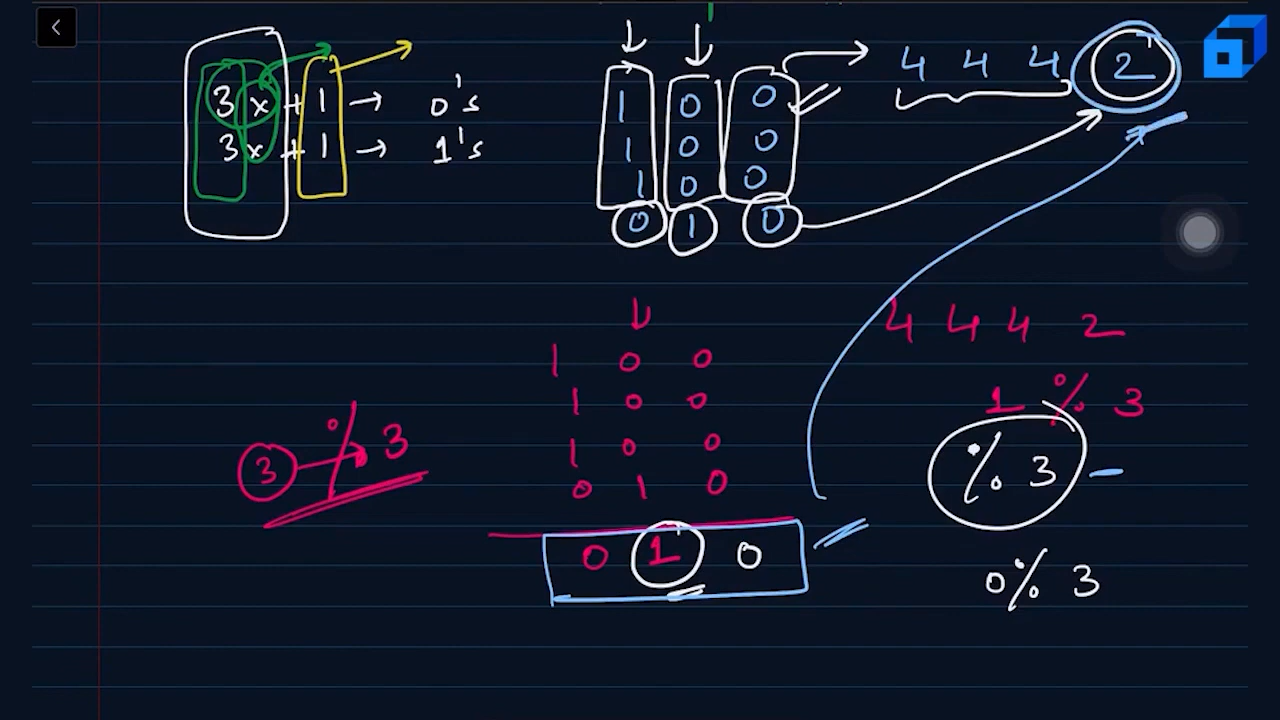 3x + 1 → 0's
3x + 1 → 1's
1 0 0 → 4 4 4 2
1 0 0
1 0 0
0 1 0
4 4 4 2
1 0 0
1 0 0
1 % 3
1 0 0
3 → % 3
% 3
0 1 0
0 1 0
0 % 3